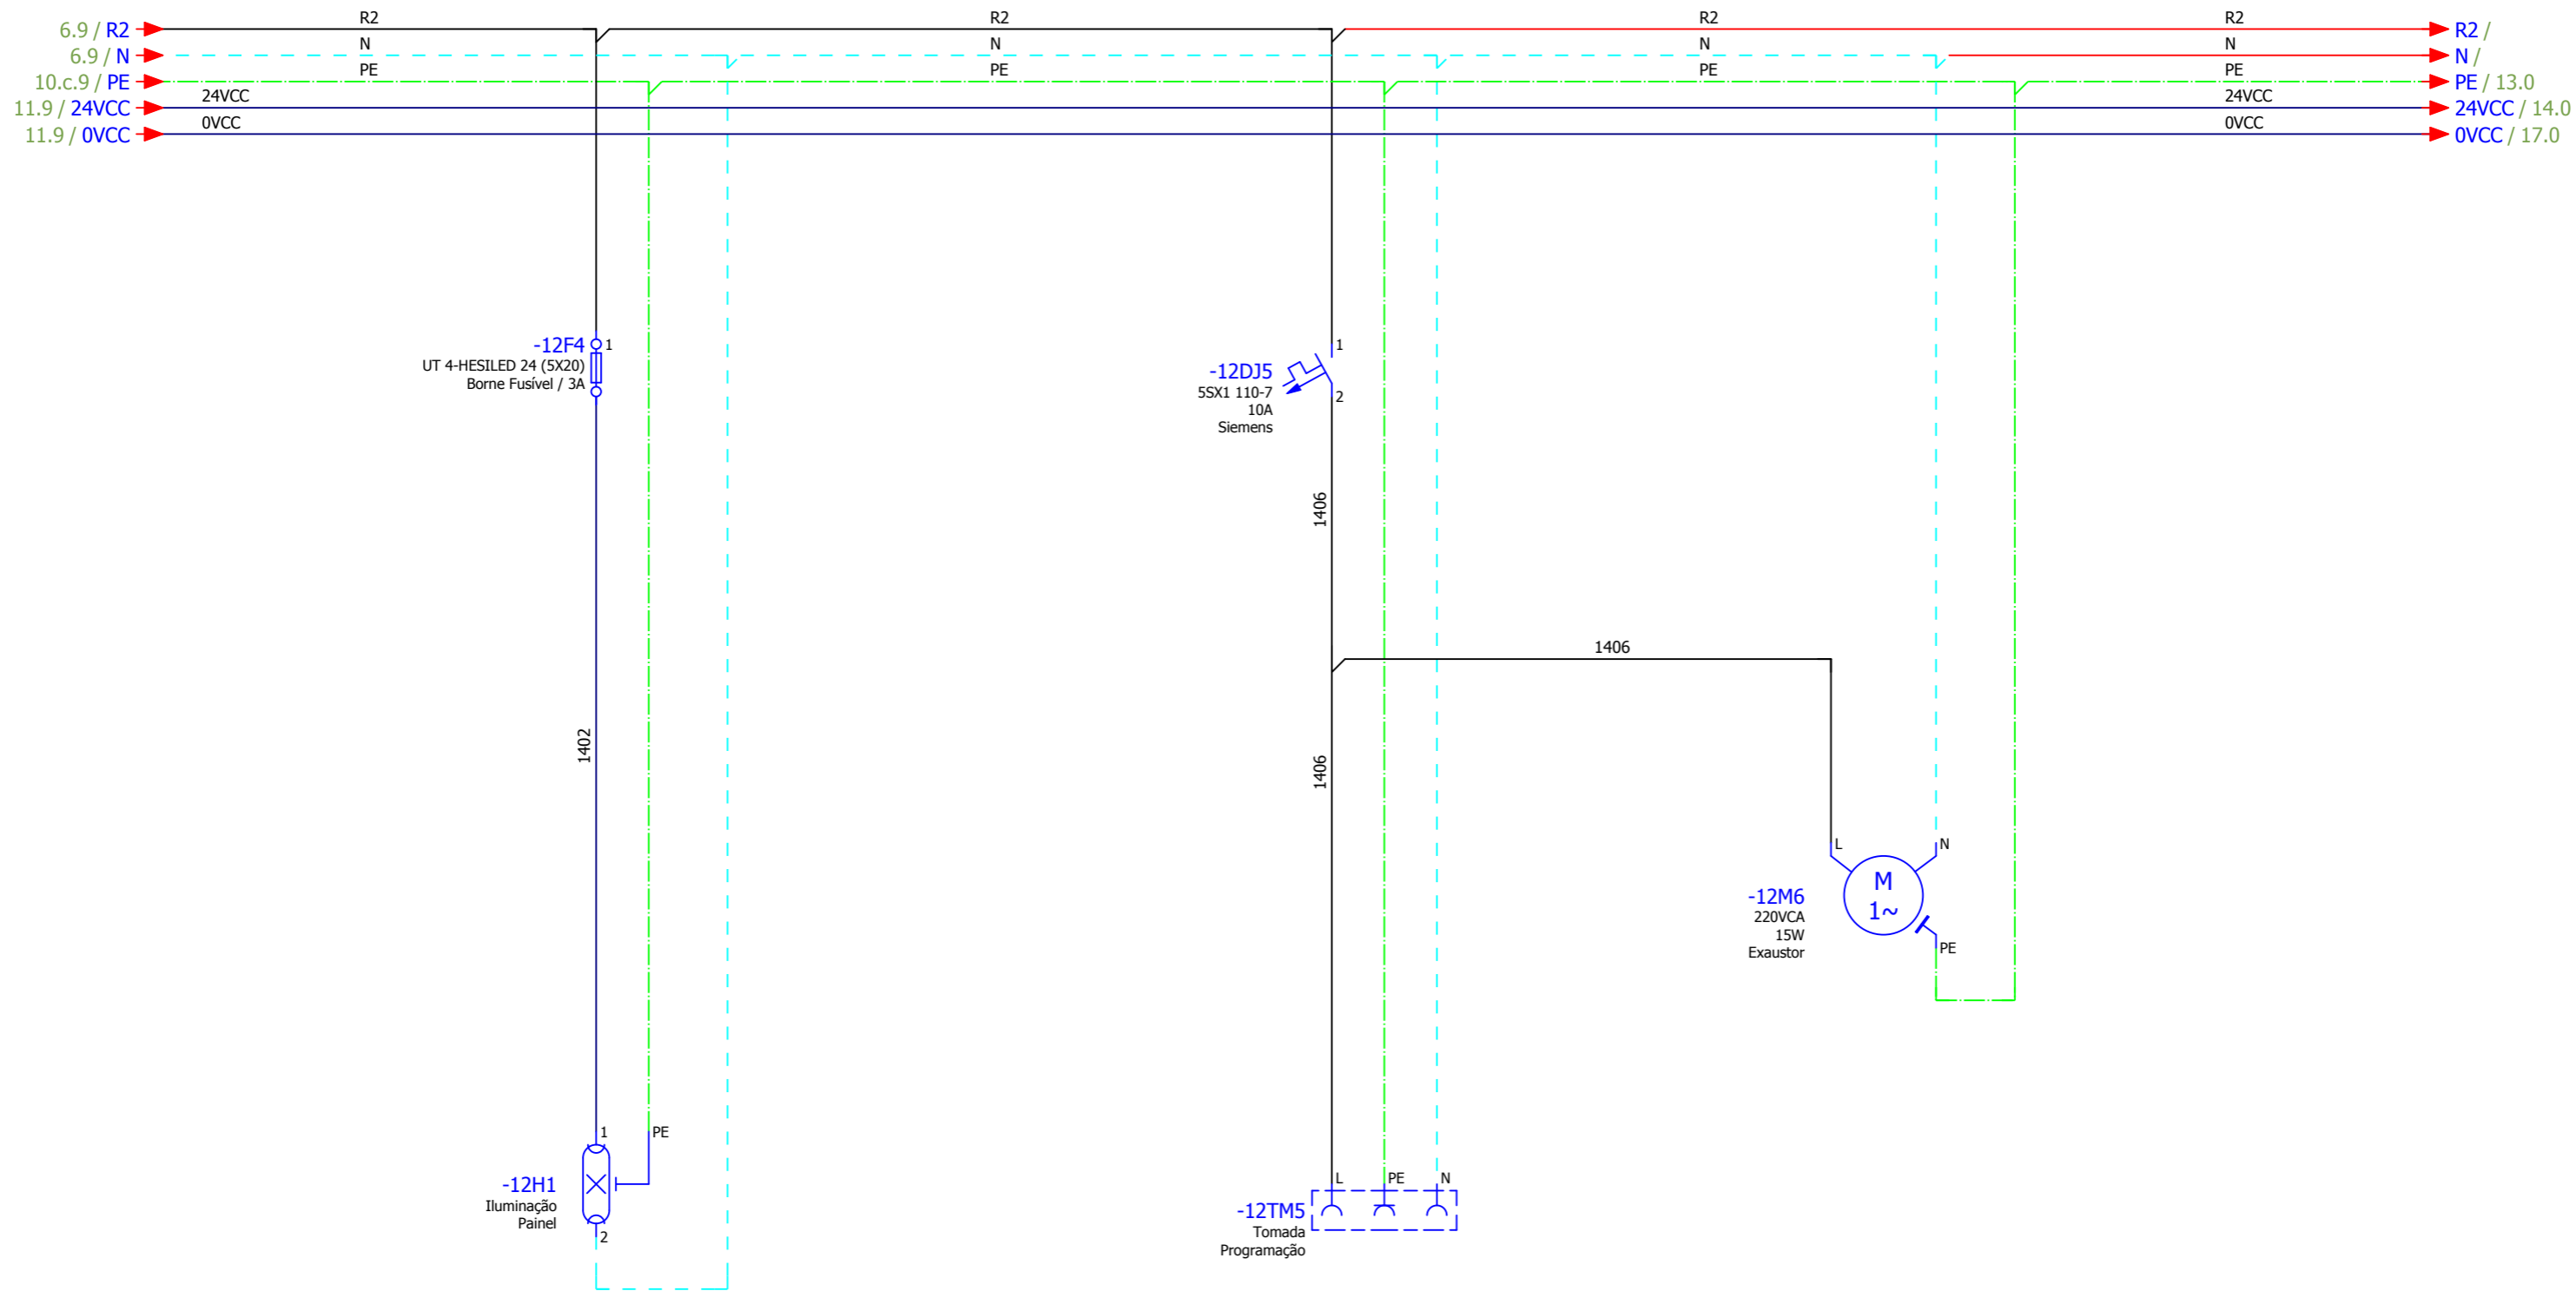 R2 R2 R2 R2
6.9 / R2 R2 /
N N N N
6.9 / N N /
PE PE PE PE
10.c.9 / PE PE / 13.0
24VCC 24VCC
11.9 / 24VCC 24VCC / 14.0
0VCC 0VCC
11.9 / 0VCC 0VCC / 17.0
-12F4 1
UT 4-HESILED 24 (5X20)
Borne Fusível / 3A
1
-12DJ5
5SX1 110-7
2
10A
Siemens
1406
1406
1402
1406
L N
M
1~
-12M6
220VCA
15W
Exaustor
PE
1 PE
-12H1
Iluminação
Painel
2
L PE N
-12TM5
Tomada
Programação